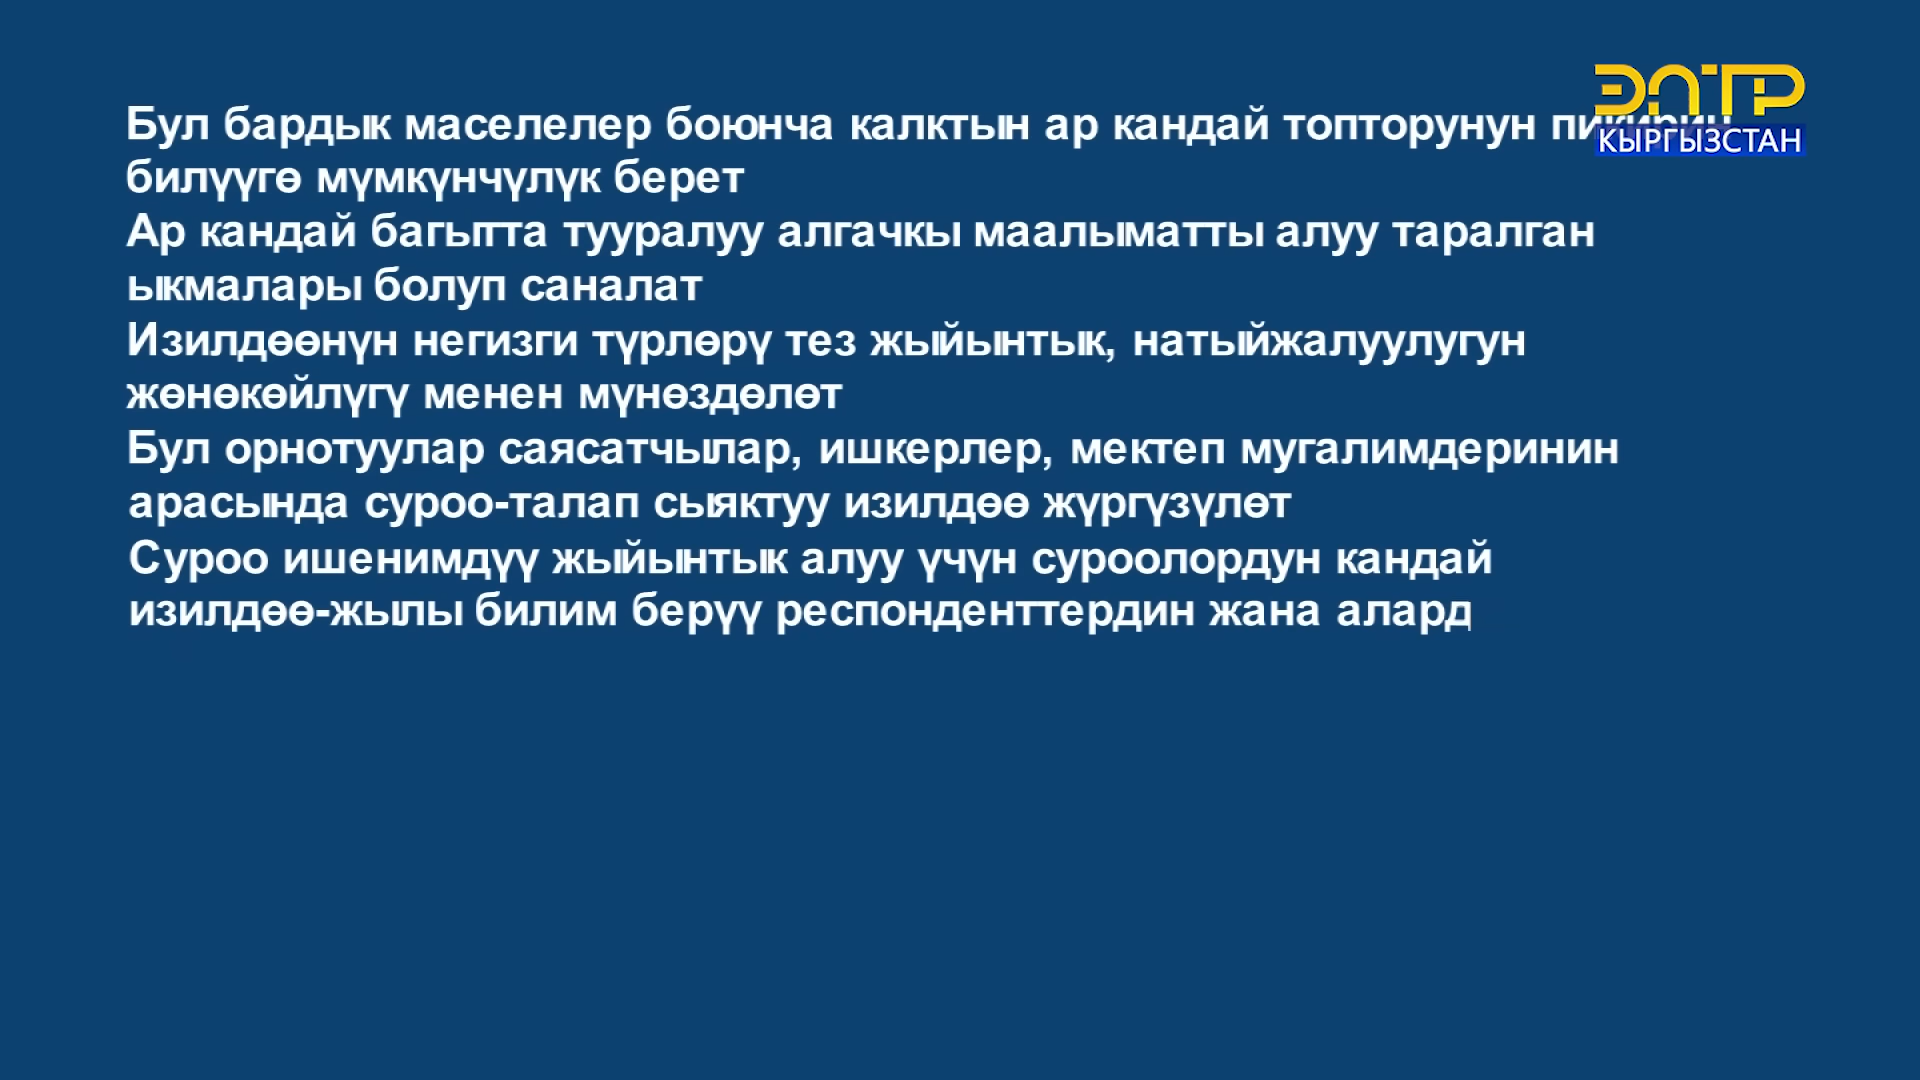 ЭЛТР
КЫРГЫЗСТАН
Бул бардык маселелер боюнча калктын ар кандай топторунун пикирин
билүүгө мүмкүнчүлүк берет
Ар кандай багытта тууралуу алгачкы маалыматты алуу таралган
ыкмалары болуп саналат
Изилдөөнүн негизги түрлөрү тез жыйынтык, натыйжалуулугун
жөнөкөйлүгү менен мүнөздөлөт
Бул орнотуулар саясатчылар, ишкерлер, мектеп мугалимдеринин
арасында суроо-талап сыяктуу изилдөө жүргүзүлөт
Суроо ишенимдүү жыйынтык алуу үчүн суроолордун кандай
изилдөө-жылы билим берүү респонденттердин жана алард